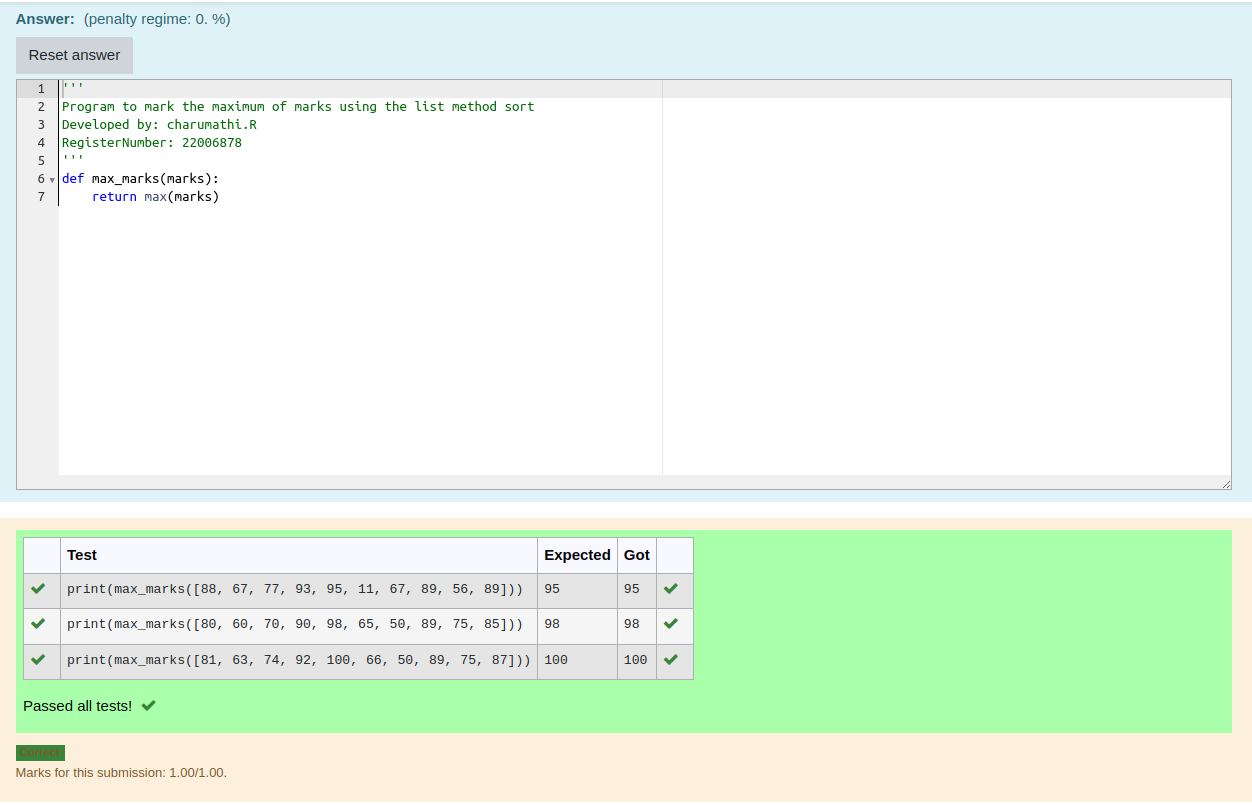 Answer: (penalty regime: 0. %)
Reset answer
1 '''
2 Program to mark the maximum of marks using the list method sort
3 Developed by: charumathi.R
4 RegisterNumber: 22006878
5 '''
6 def max_marks(marks):
7     return max(marks)
Test Expected Got
print(max_marks([88, 67, 77, 93, 95, 11, 67, 89, 56, 89])) 95 95
print(max_marks([80, 60, 70, 90, 98, 65, 50, 89, 75, 85])) 98 98
print(max_marks([81, 63, 74, 92, 100, 66, 50, 89, 75, 87])) 100 100
Passed all tests!
Correct
Marks for this submission: 1.00/1.00.